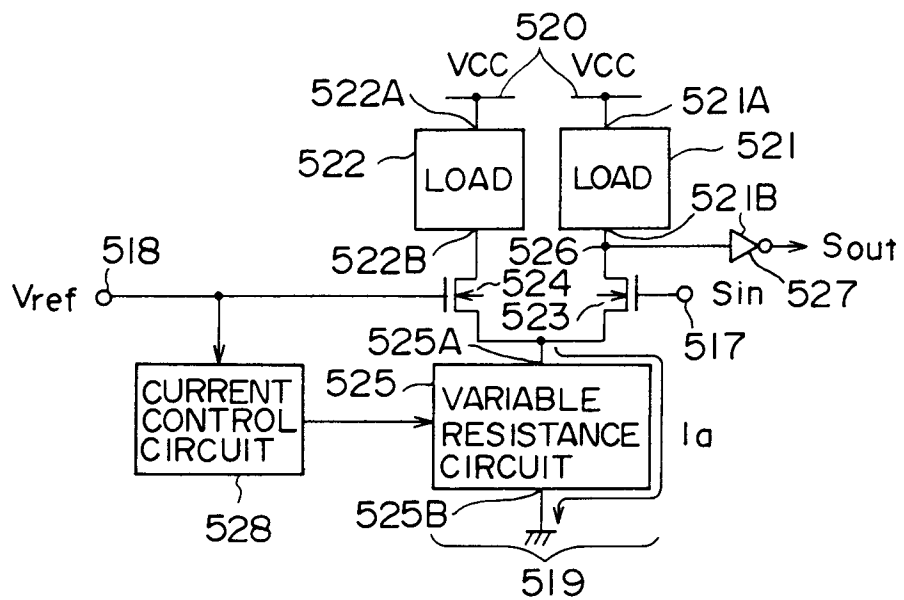 520
VCC VCC
522A 521A
522 LOAD LOAD 521
521B
522B 526 Sout
518 524 527
Vref 523 Sin
517
525A
CURRENT
CONTROL
CIRCUIT
525 VARIABLE
RESISTANCE
CIRCUIT
Ia
528 525B
519